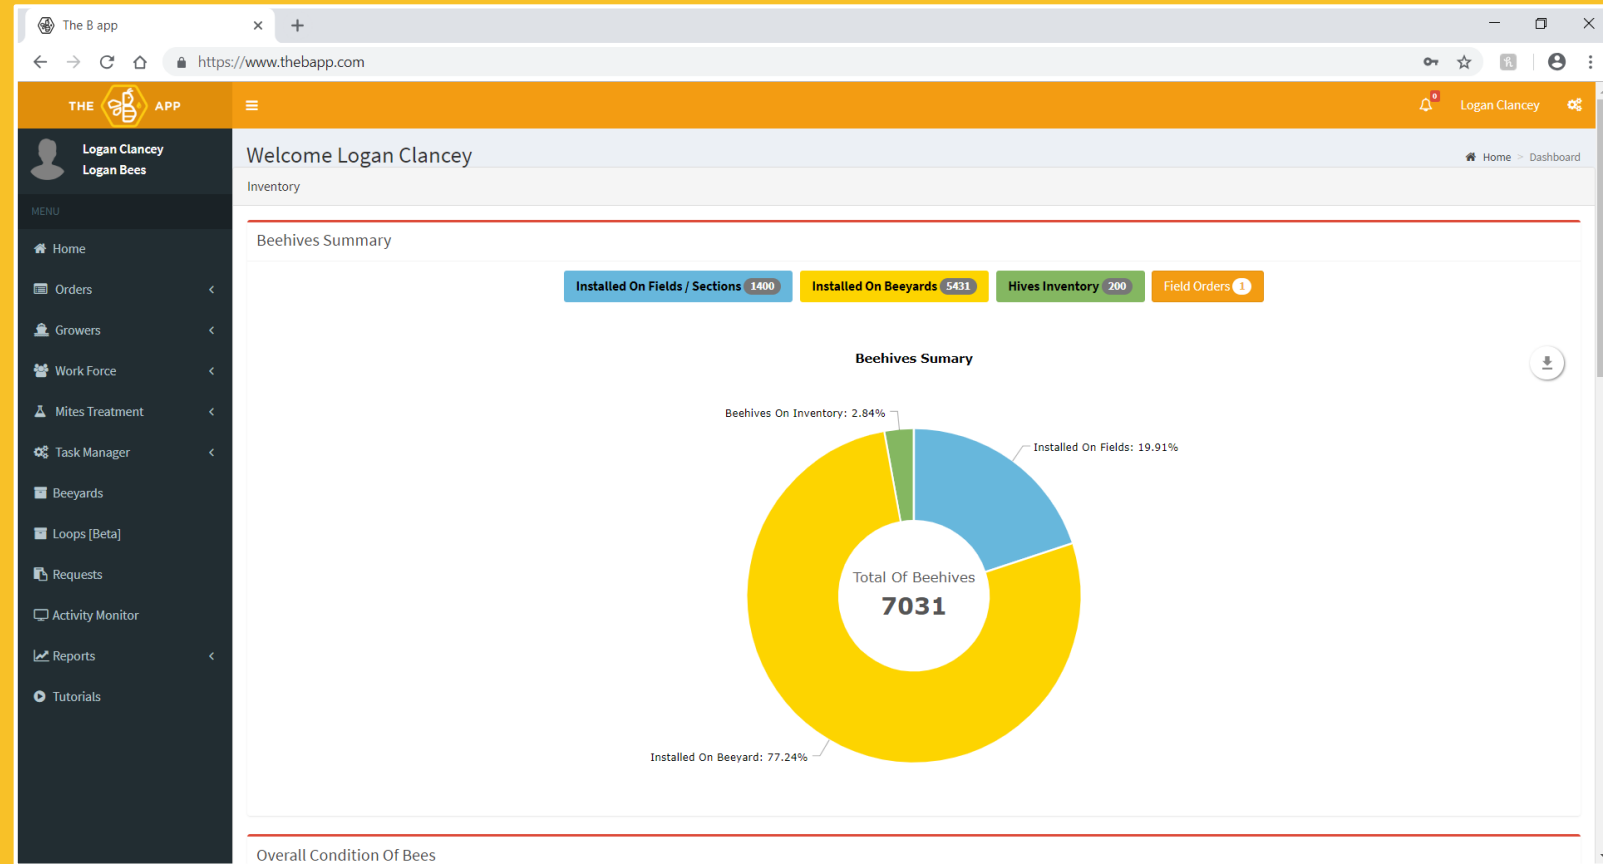 The B app
https://www.thebapp.com
THE B APP
0
Logan Clancey
Logan Clancey
Logan Bees
Welcome Logan Clancey
Home > Dashboard
Inventory
MENU
Home
Orders
Growers
Work Force
Mites Treatment
Task Manager
Beeyards
Loops [Beta]
Requests
Activity Monitor
Reports
Tutorials
Beehives Summary
Installed On Fields / Sections 1400
Installed On Beeyards 5431
Hives Inventory 200
Field Orders 1
Beehives Sumary
Beehives On Inventory: 2.84%
Installed On Fields: 19.91%
Total Of Beehives
7031
Installed On Beeyard: 77.24%
Overall Condition Of Bees